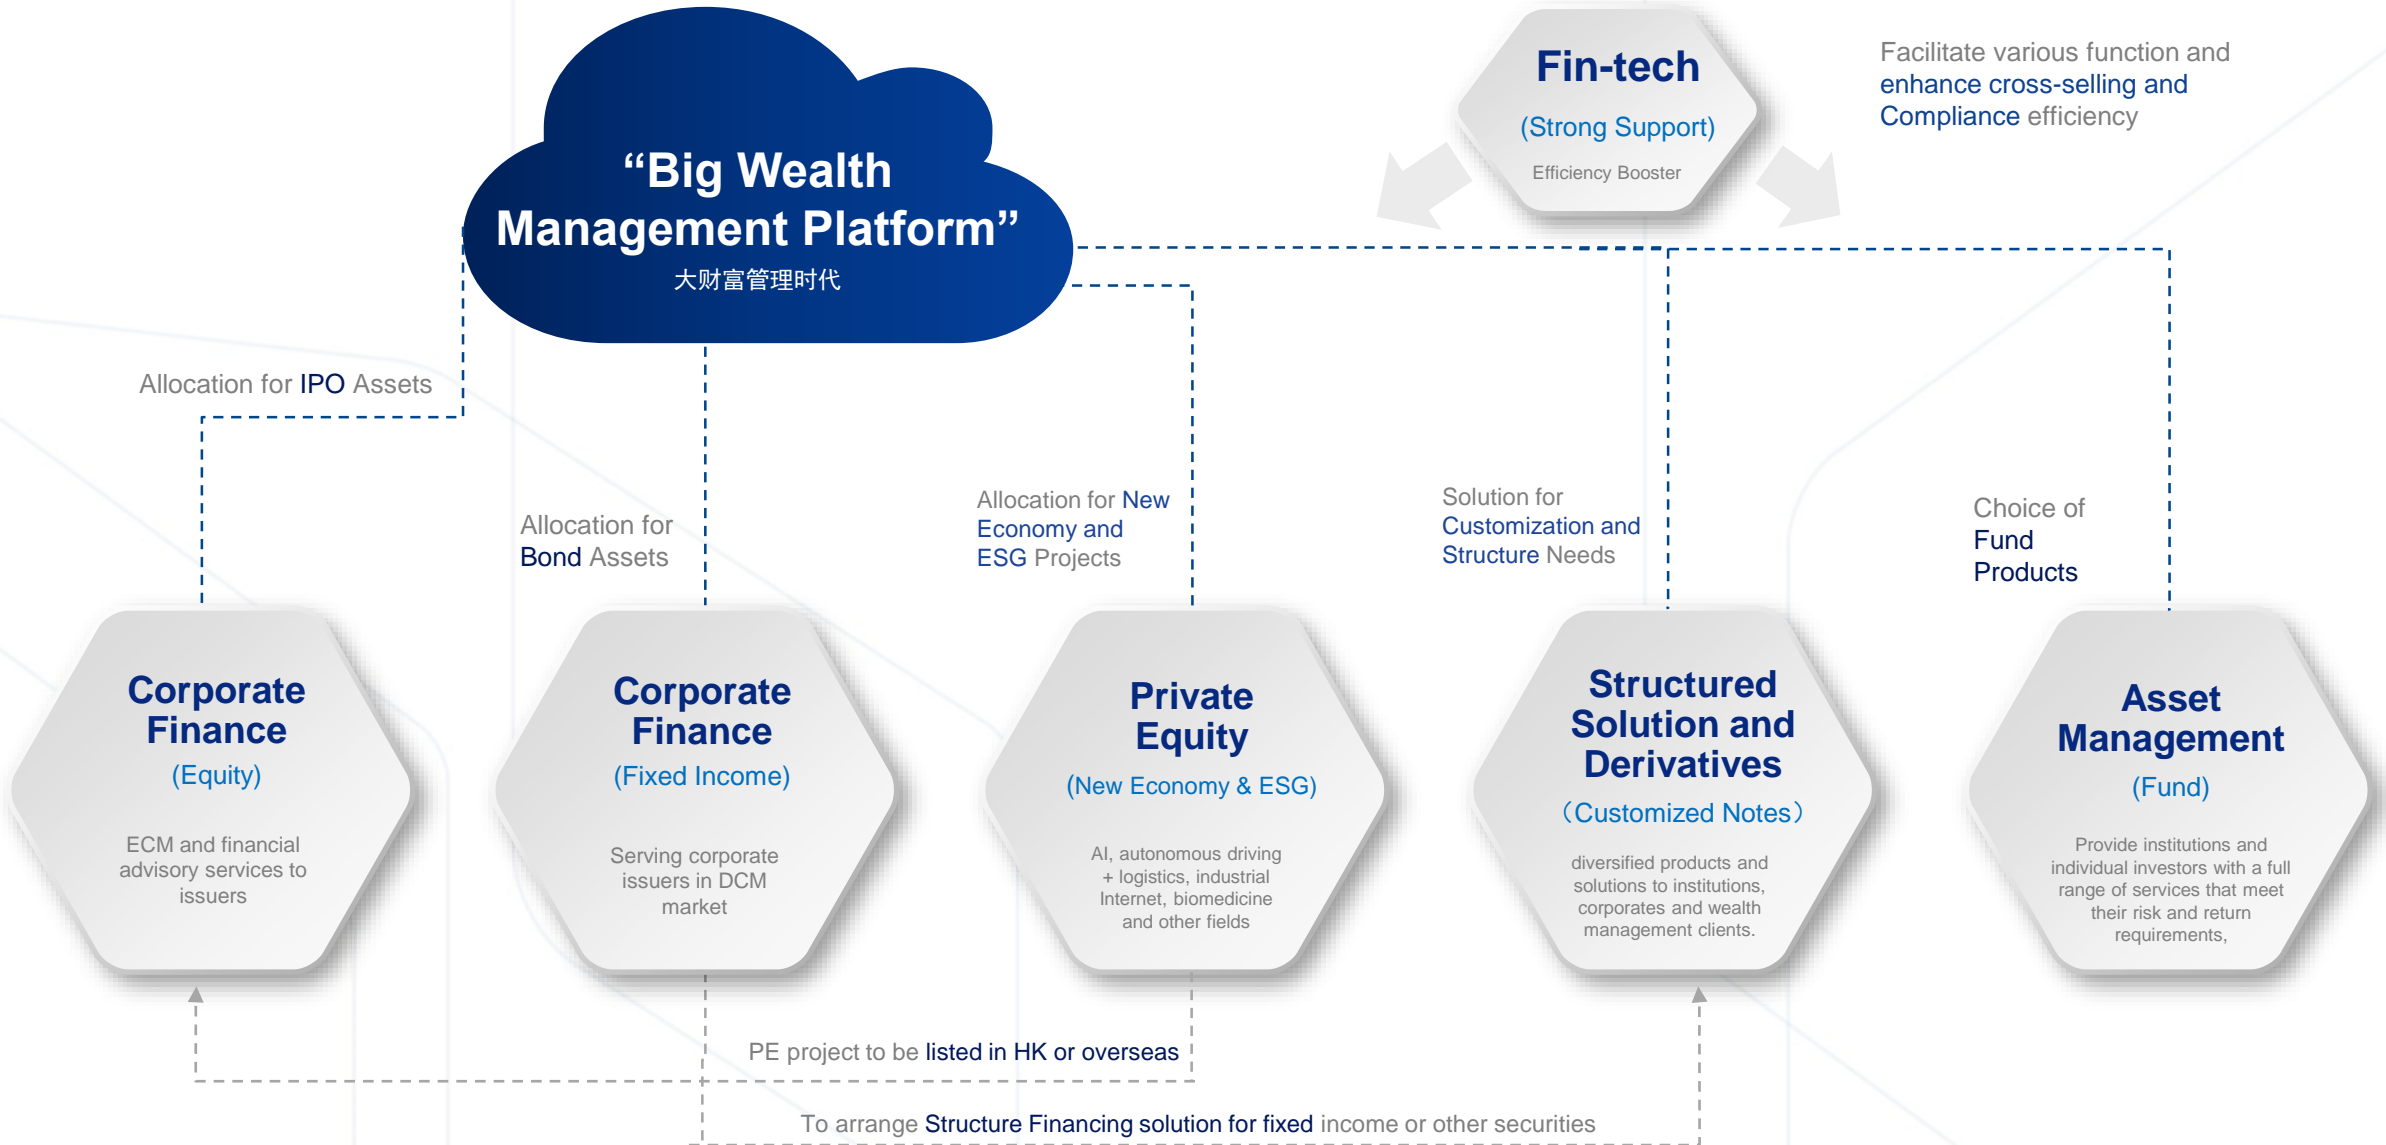 “Big Wealth
Management Platform”
大财富管理时代
Fin-tech
(Strong Support)
Efficiency Booster
Facilitate various function and
enhance cross-selling and
Compliance efficiency
Allocation for IPO Assets
Allocation for
Bond Assets
Allocation for New
Economy and
ESG Projects
Solution for
Customization and
Structure Needs
Choice of
Fund
Products
Corporate
Finance
(Equity)
ECM and financial
advisory services to
issuers
Corporate
Finance
(Fixed Income)
Serving corporate
issuers in DCM
market
Private
Equity
(New Economy & ESG)
AI, autonomous driving
+ logistics, industrial
Internet, biomedicine
and other fields
Structured
Solution and
Derivatives
（Customized Notes）
diversified products and
solutions to institutions,
corporates and wealth
management clients.
Asset
Management
(Fund)
Provide institutions and
individual investors with a full
range of services that meet
their risk and return
requirements,
PE project to be listed in HK or overseas
To arrange Structure Financing solution for fixed income or other securities